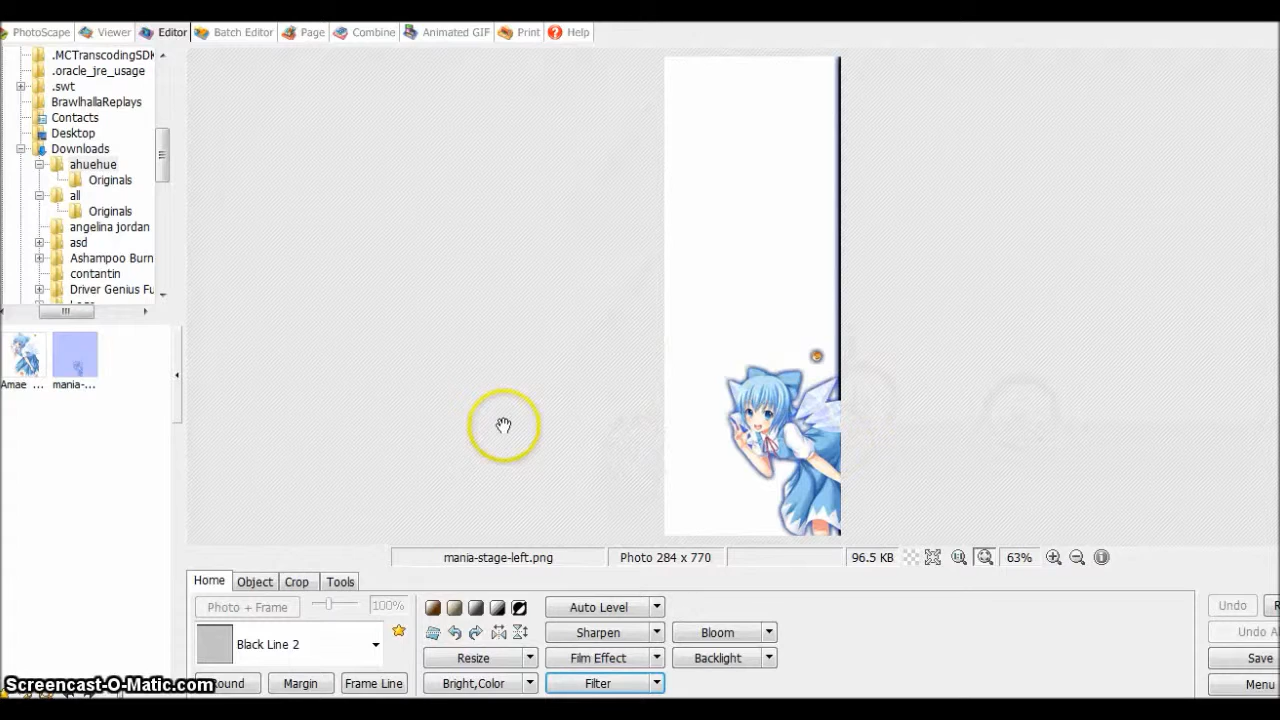 PhotoScape Viewer Editor Batch Editor Page Combine Animated GIF Print Help
.MCTranscodingSDK
.oracle_jre_usage
.swt
BrawlhallaReplays
Contacts
Desktop
Downloads
ahuehue
Originals
all
Originals
angelina jordan
asd
Ashampoo Burn
contantin
Driver Genius Fu
Amae ... mania-...
mania-stage-left.png Photo 284 x 770 96.5 KB 63%
Home Object Crop Tools
Photo + Frame 100% Auto Level Undo
Black Line 2 Sharpen Bloom
Resize Film Effect Backlight Save
Round Margin Frame Line Bright,Color Filter Menu
Screencast-O-Matic.com